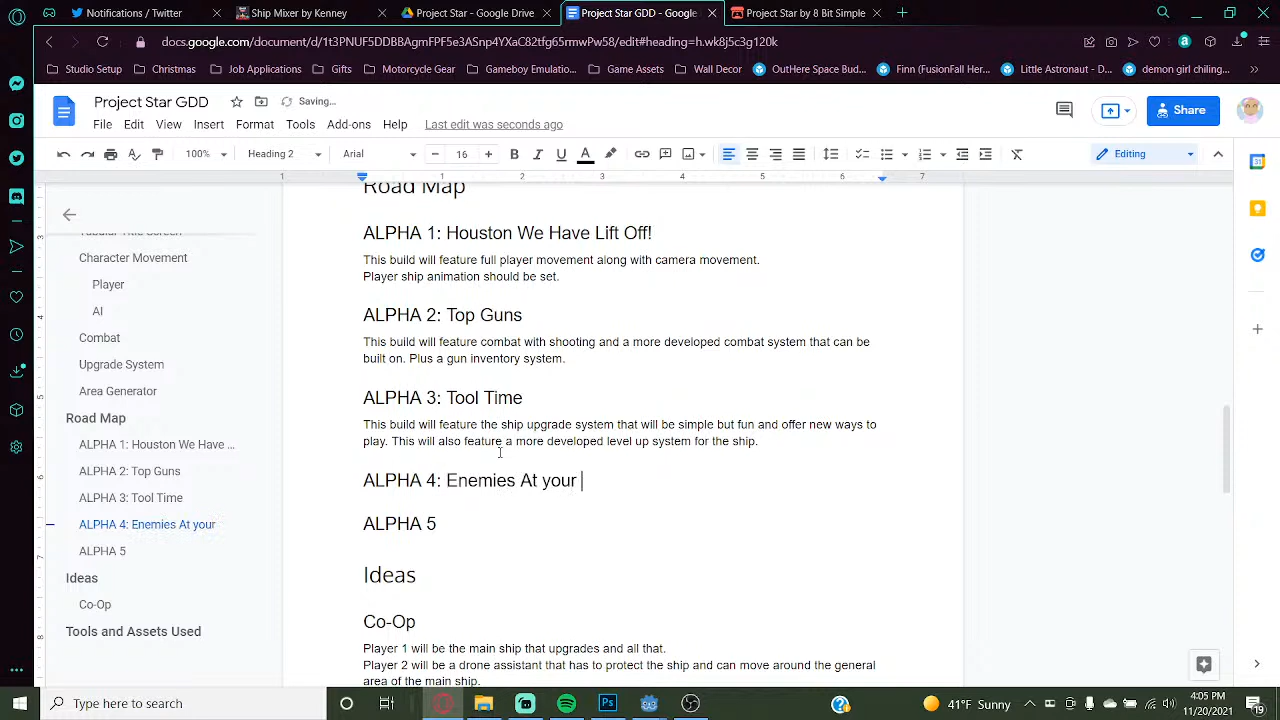 Notifications / Twitter
Ship Mixer by Kenney
Project Star - Google Drive
Project Star GDD - Google
Project Star by 8 Bit Simple
docs.google.com/document/d/1t3PNUF5DDBBAgmFPF5e3ASnp4YXaC82tfg65rmwPw58/edit#heading=h.wk8j5c3g120k
Studio Setup
Christmas
Job Applications
Gifts
Motorcycle Gear
Gameboy Emulatio...
Game Assets
Wall Decor
OutHere Space Bud...
Finn (FusionFall Her...
Little Astronaut - D...
demon girl chiling...
Project Star GDD
Saving...
File Edit View Insert Format Tools Add-ons Help Last edit was seconds ago
Share
100% Heading 2 Arial 16 Editing
1 1 2 3 4 5 6 7
Tabular Title Screen
Character Movement
Player
AI
Combat
Upgrade System
Area Generator
Road Map
ALPHA 1: Houston We Have ...
ALPHA 2: Top Guns
ALPHA 3: Tool Time
ALPHA 4: Enemies At your
ALPHA 5
Ideas
Co-Op
Tools and Assets Used
Road Map
ALPHA 1: Houston We Have Lift Off!
This build will feature full player movement along with camera movement.
Player ship animation should be set.
ALPHA 2: Top Guns
This build will feature combat with shooting and a more developed combat system that can be
built on. Plus a gun inventory system.
ALPHA 3: Tool Time
This build will feature the ship upgrade system that will be simple but fun and offer new ways to
play. This will also feature a more developed level up system for the ship.
ALPHA 4: Enemies At your
ALPHA 5
Ideas
Co-Op
Player 1 will be the main ship that upgrades and all that.
Player 2 will be a drone assistant that has to protect the ship and can move around the general
area of the main ship.
Type here to search
41°F Sunny
4:05 PM
11/20/2021